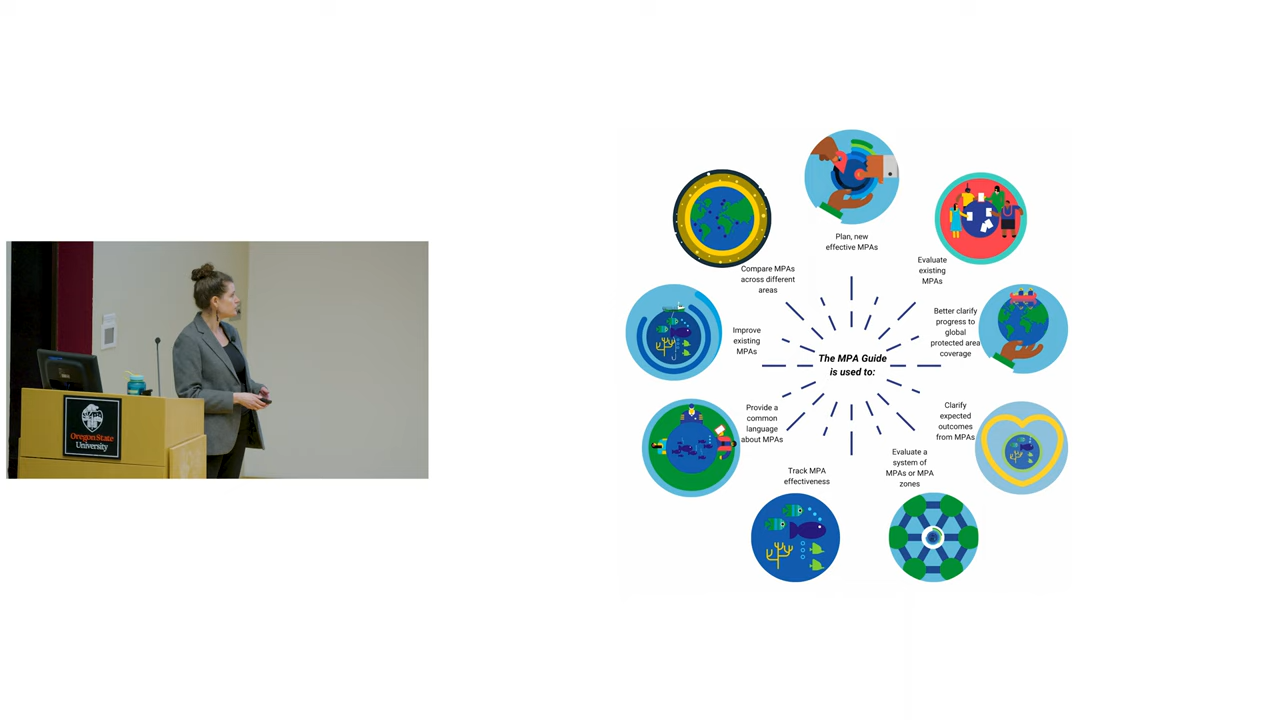 Oregon State
University
Plan, new
effective MPAs
Evaluate
existing
MPAs
Better clarify
progress to
global
protected area
coverage
Clarify
expected
outcomes
from MPAs
Evaluate a
system of
MPAs or MPA
zones
Track MPA
effectiveness
Provide a
common
language
about MPAs
Improve
existing
MPAs
Compare MPAs
across different
areas
The MPA Guide
is used to: